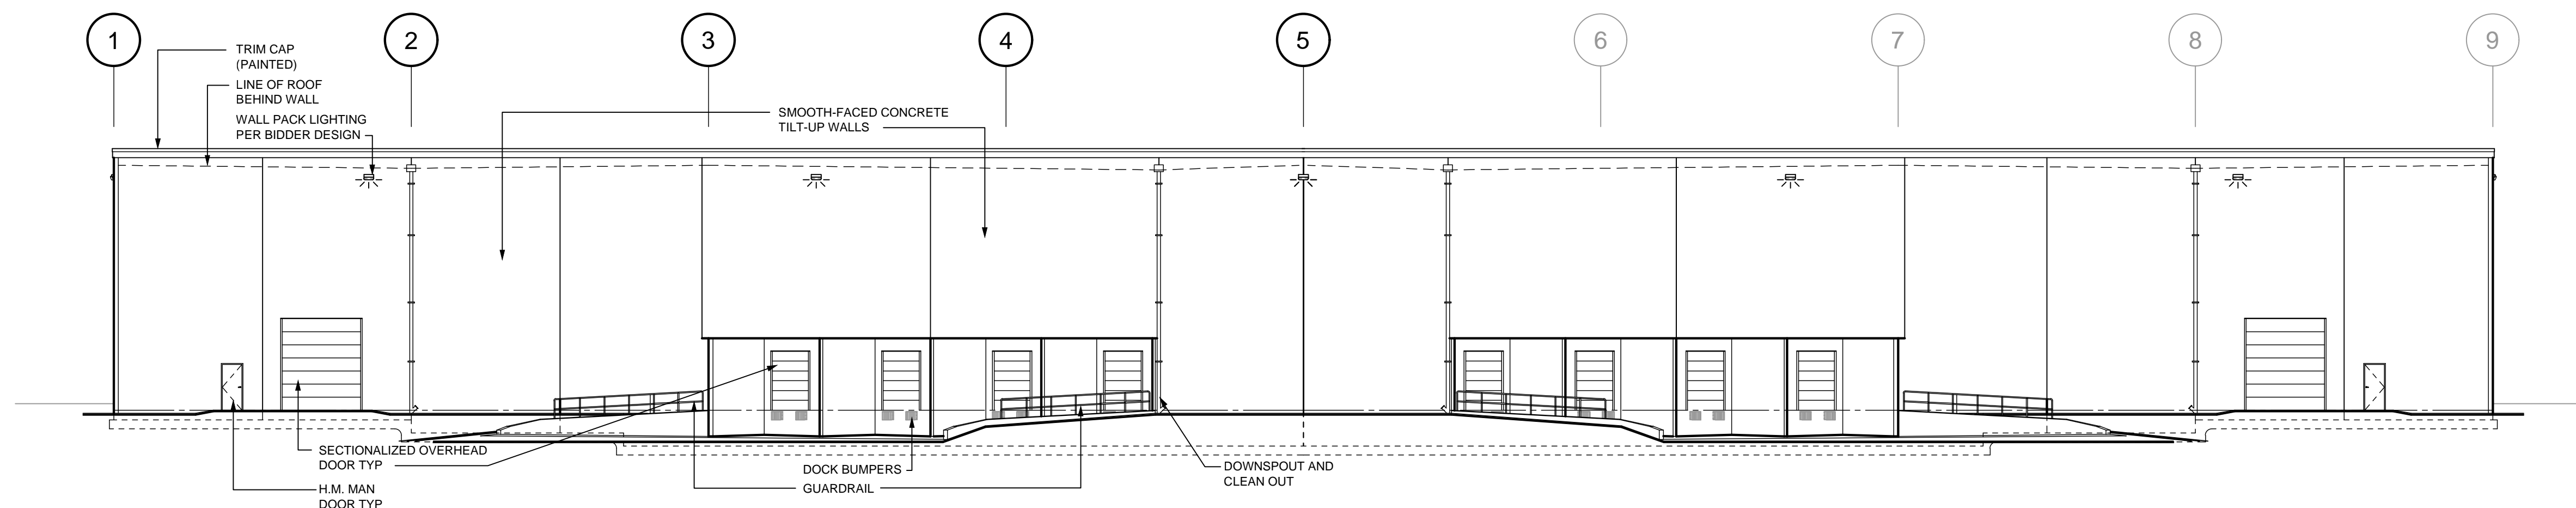 1 2 3 4 5 6 7 8 9
TRIM CAP
(PAINTED)
LINE OF ROOF
BEHIND WALL
WALL PACK LIGHTING
PER BIDDER DESIGN
SMOOTH-FACED CONCRETE
TILT-UP WALLS
SECTIONALIZED OVERHEAD
DOOR TYP
H.M. MAN
DOOR TYP
DOCK BUMPERS
GUARDRAIL
DOWNSPOUT AND
CLEAN OUT